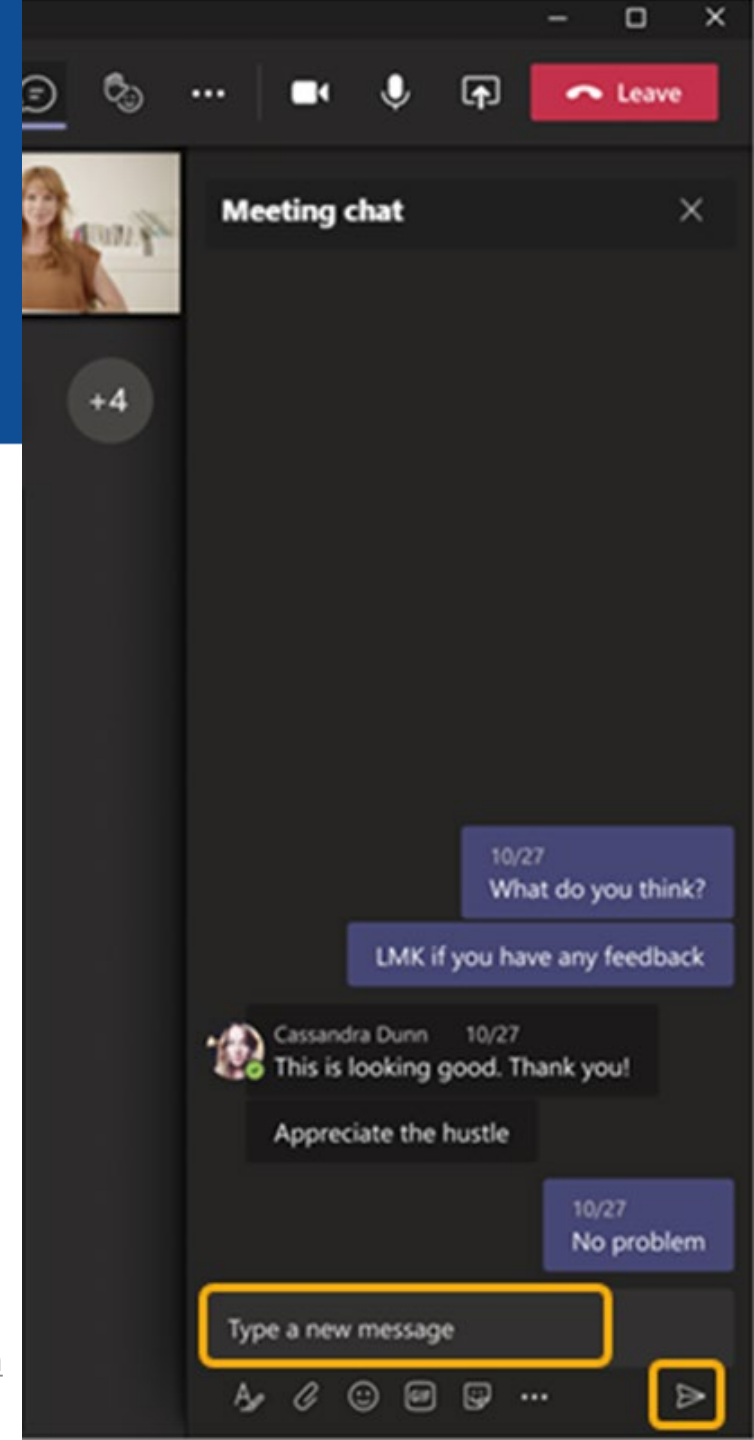 Leave
Meeting chat
+4
10/27
What do you think?
LMK if you have any feedback
Cassandra Dunn 10/27
This is looking good. Thank you!
Appreciate the hustle
10/27
No problem
Type a new message
GIF